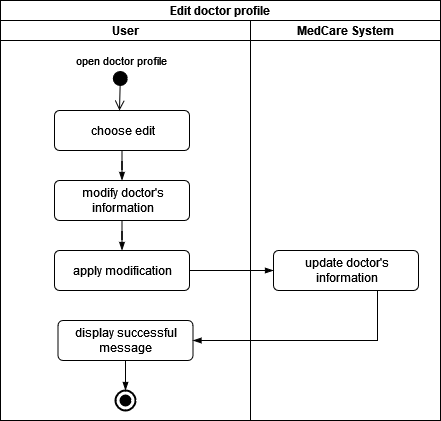 Edit doctor profile
User
MedCare System
open doctor profile
choose edit
modify doctor's
information
apply modification
update doctor's
information
display successful
message